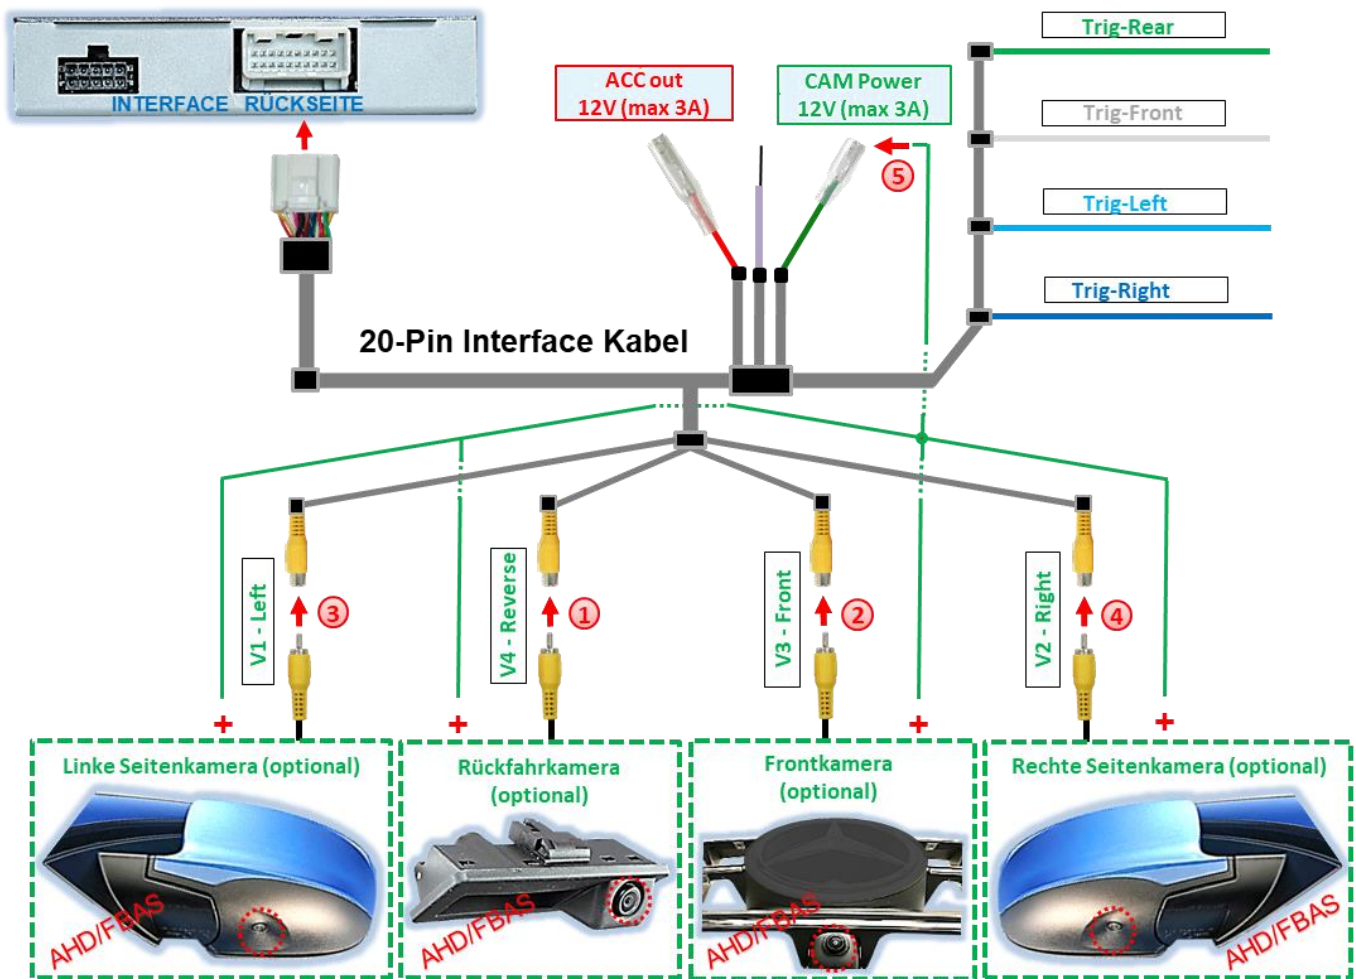 INTERFACE RÜCKSEITE
ACC out
12V (max 3A)
CAM Power
12V (max 3A)
Trig-Rear
Trig-Front
Trig-Left
Trig-Right
5
20-Pin Interface Kabel
V1 - Left
3
V4 - Reverse
1
V3 - Front
2
V2 - Right
4
+
+
+
+
Linke Seitenkamera (optional)
AHD/FBAS
Rückfahrkamera
(optional)
AHD/FBAS
Frontkamera
(optional)
AHD/FBAS
Rechte Seitenkamera (optional)
AHD/FBAS